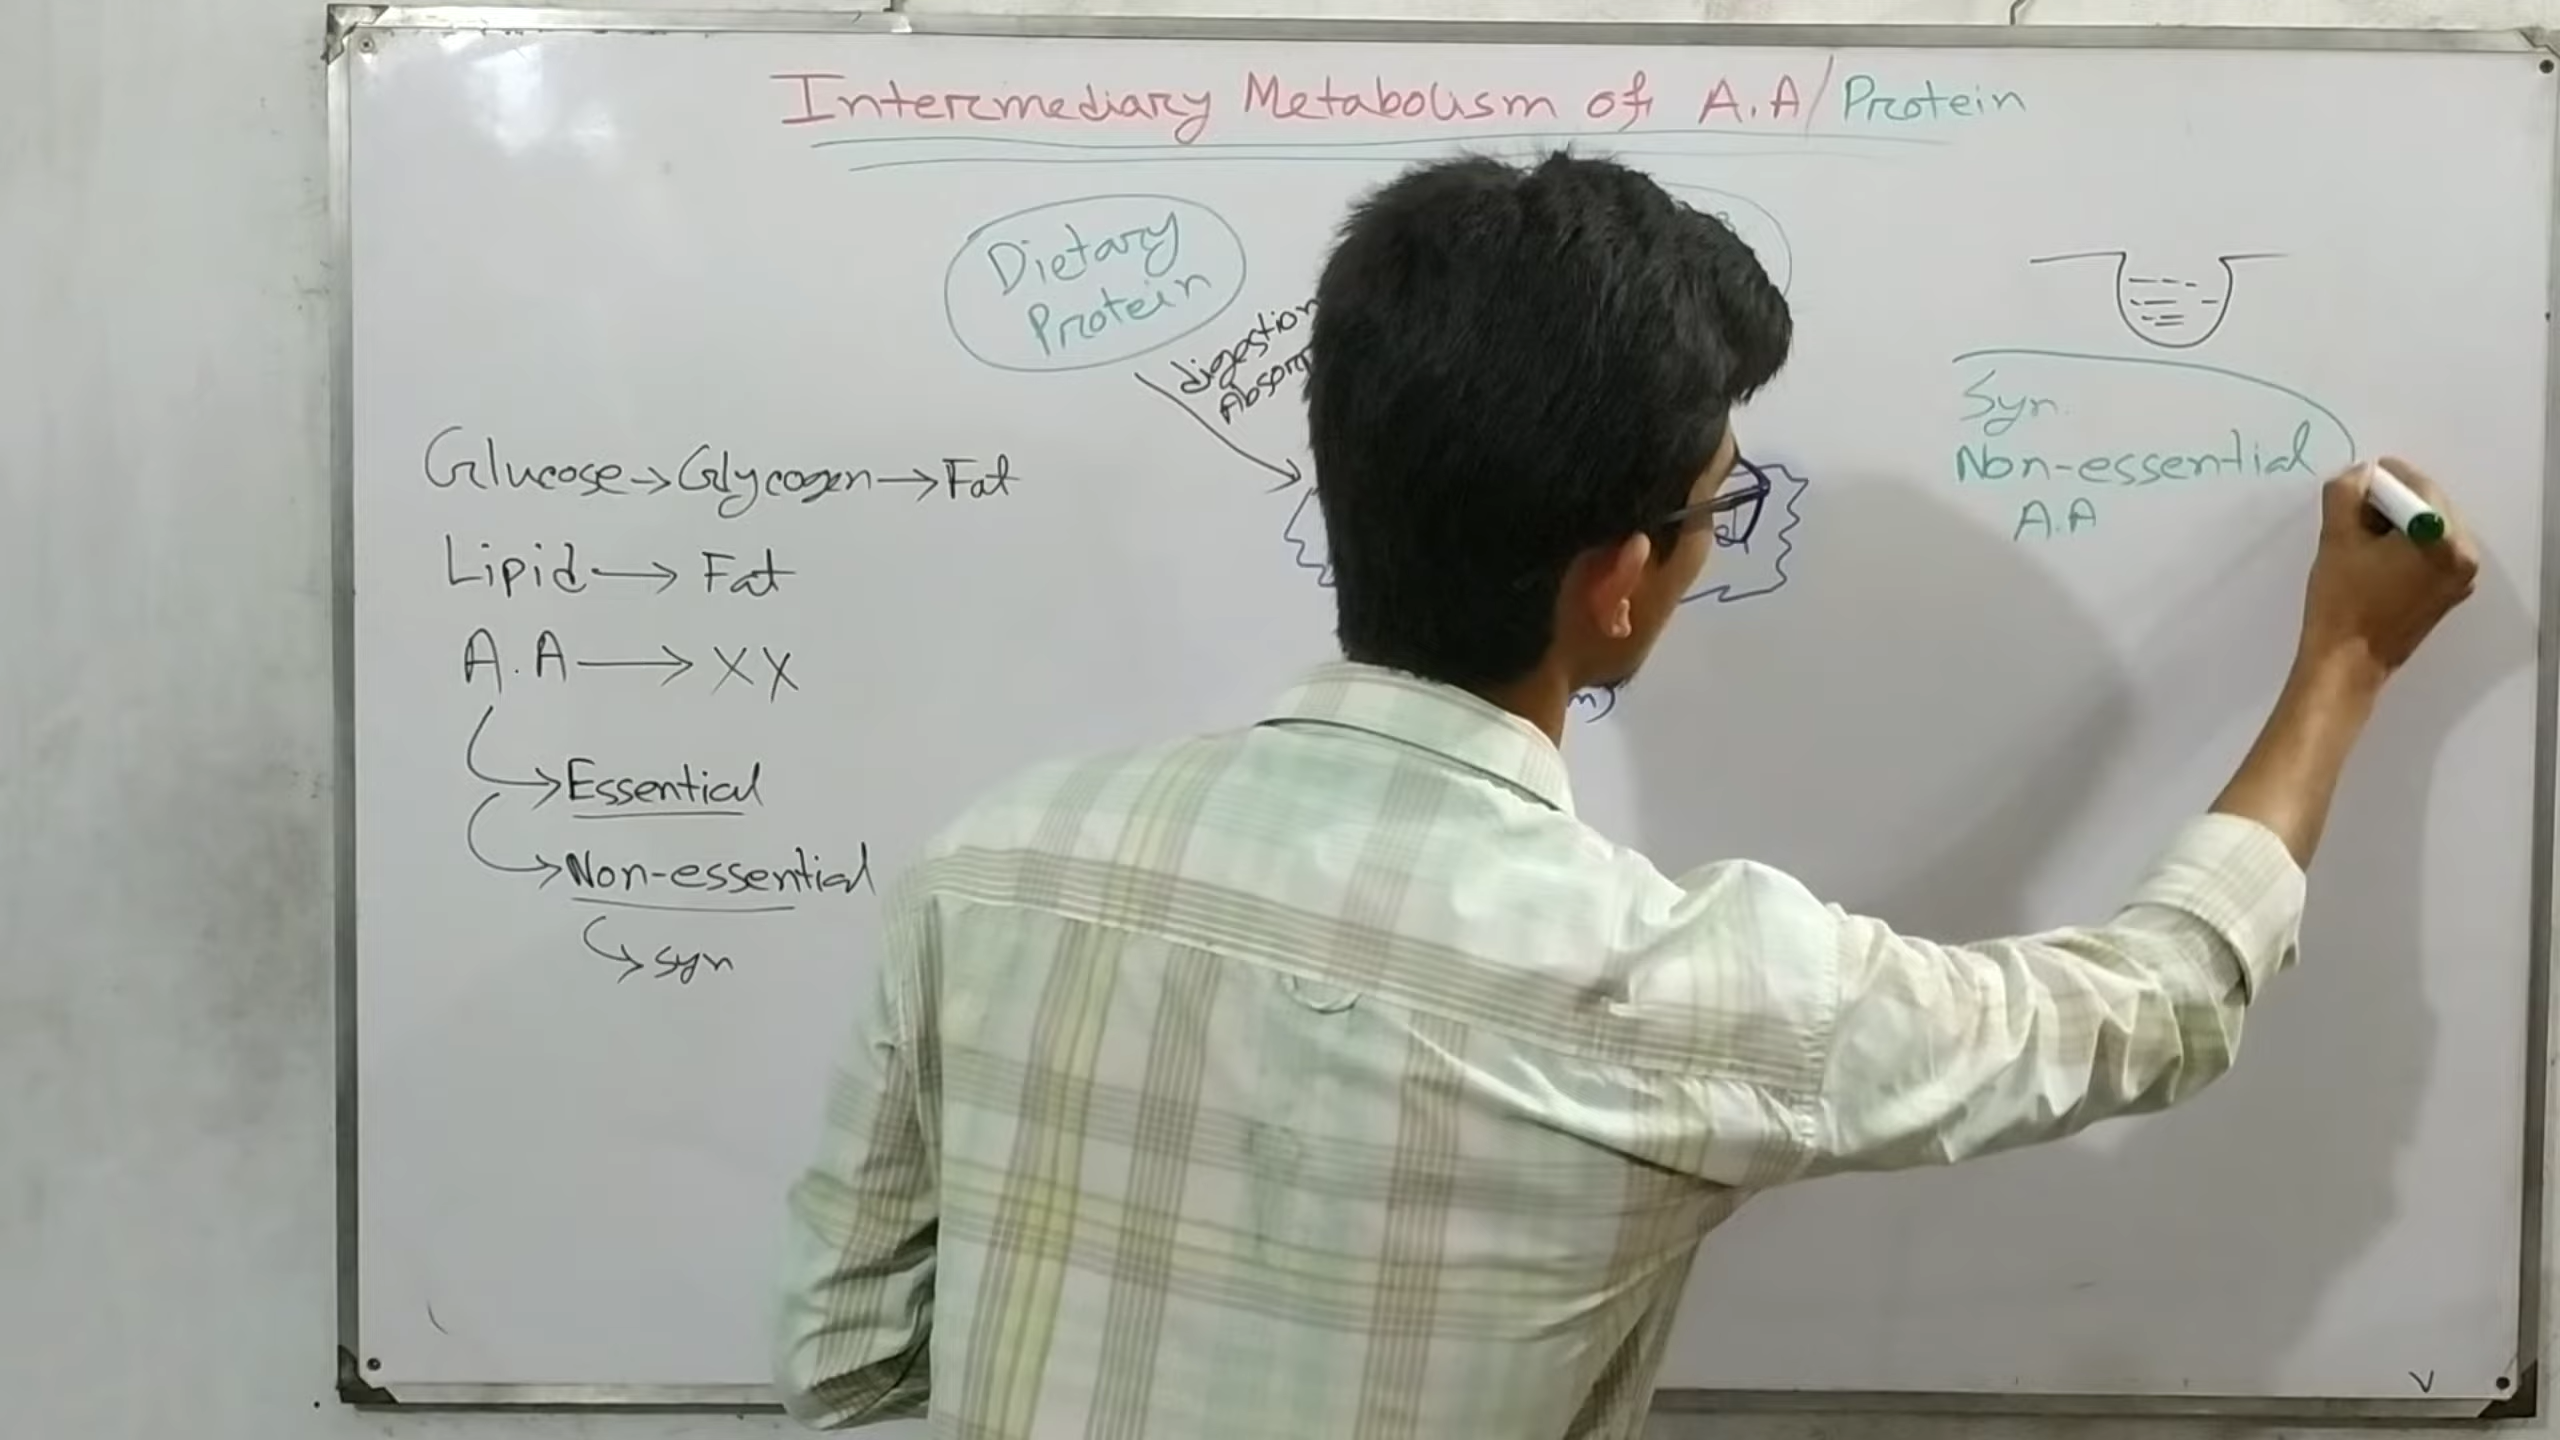 Intermediary Metabolism of A.A/Protein
Dietary
Protein
digestion
Glucose→Glycogen→Fat
Lipid→Fat
A.A→XX
→Essential
→Non-essential
→syn
Syn.
Non-essential
A.A